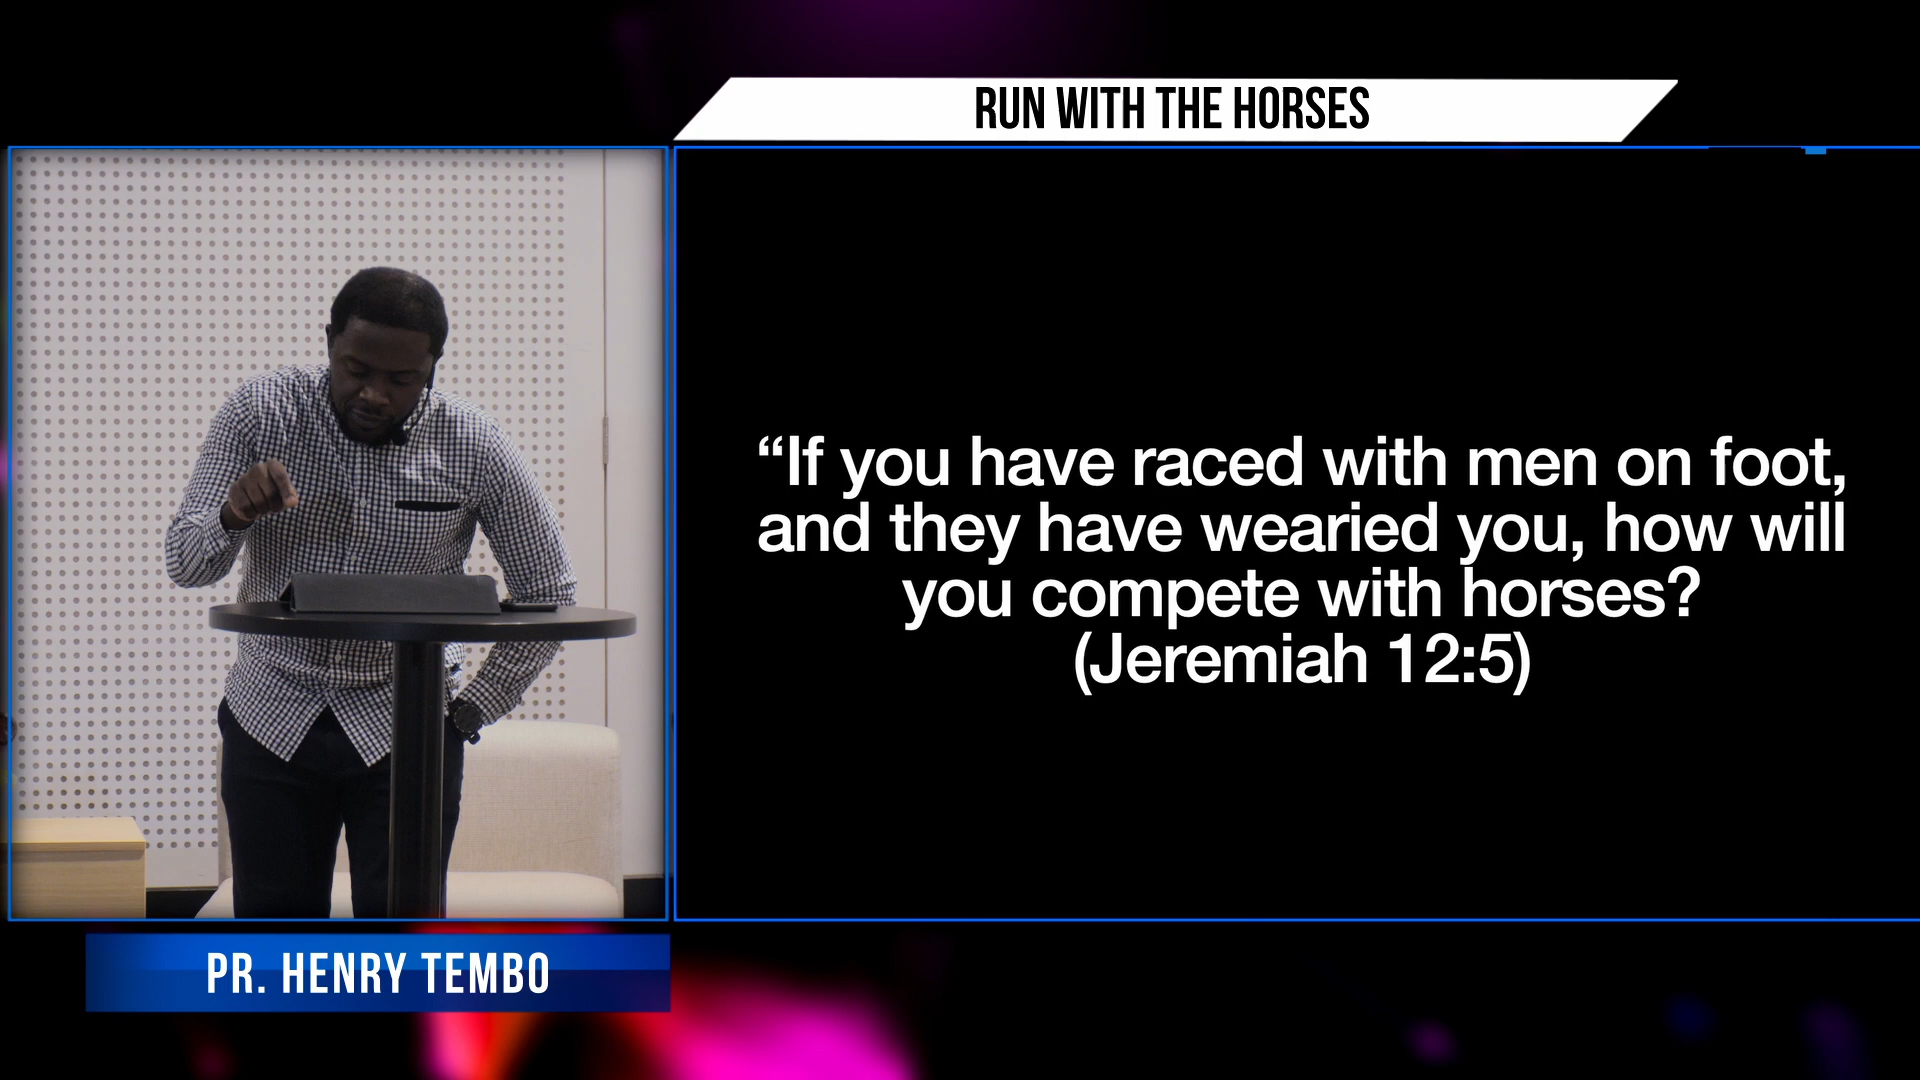 RUN WITH THE HORSES
“If you have raced with men on foot,
and they have wearied you, how will
you compete with horses?
(Jeremiah 12:5)
PR. HENRY TEMBO